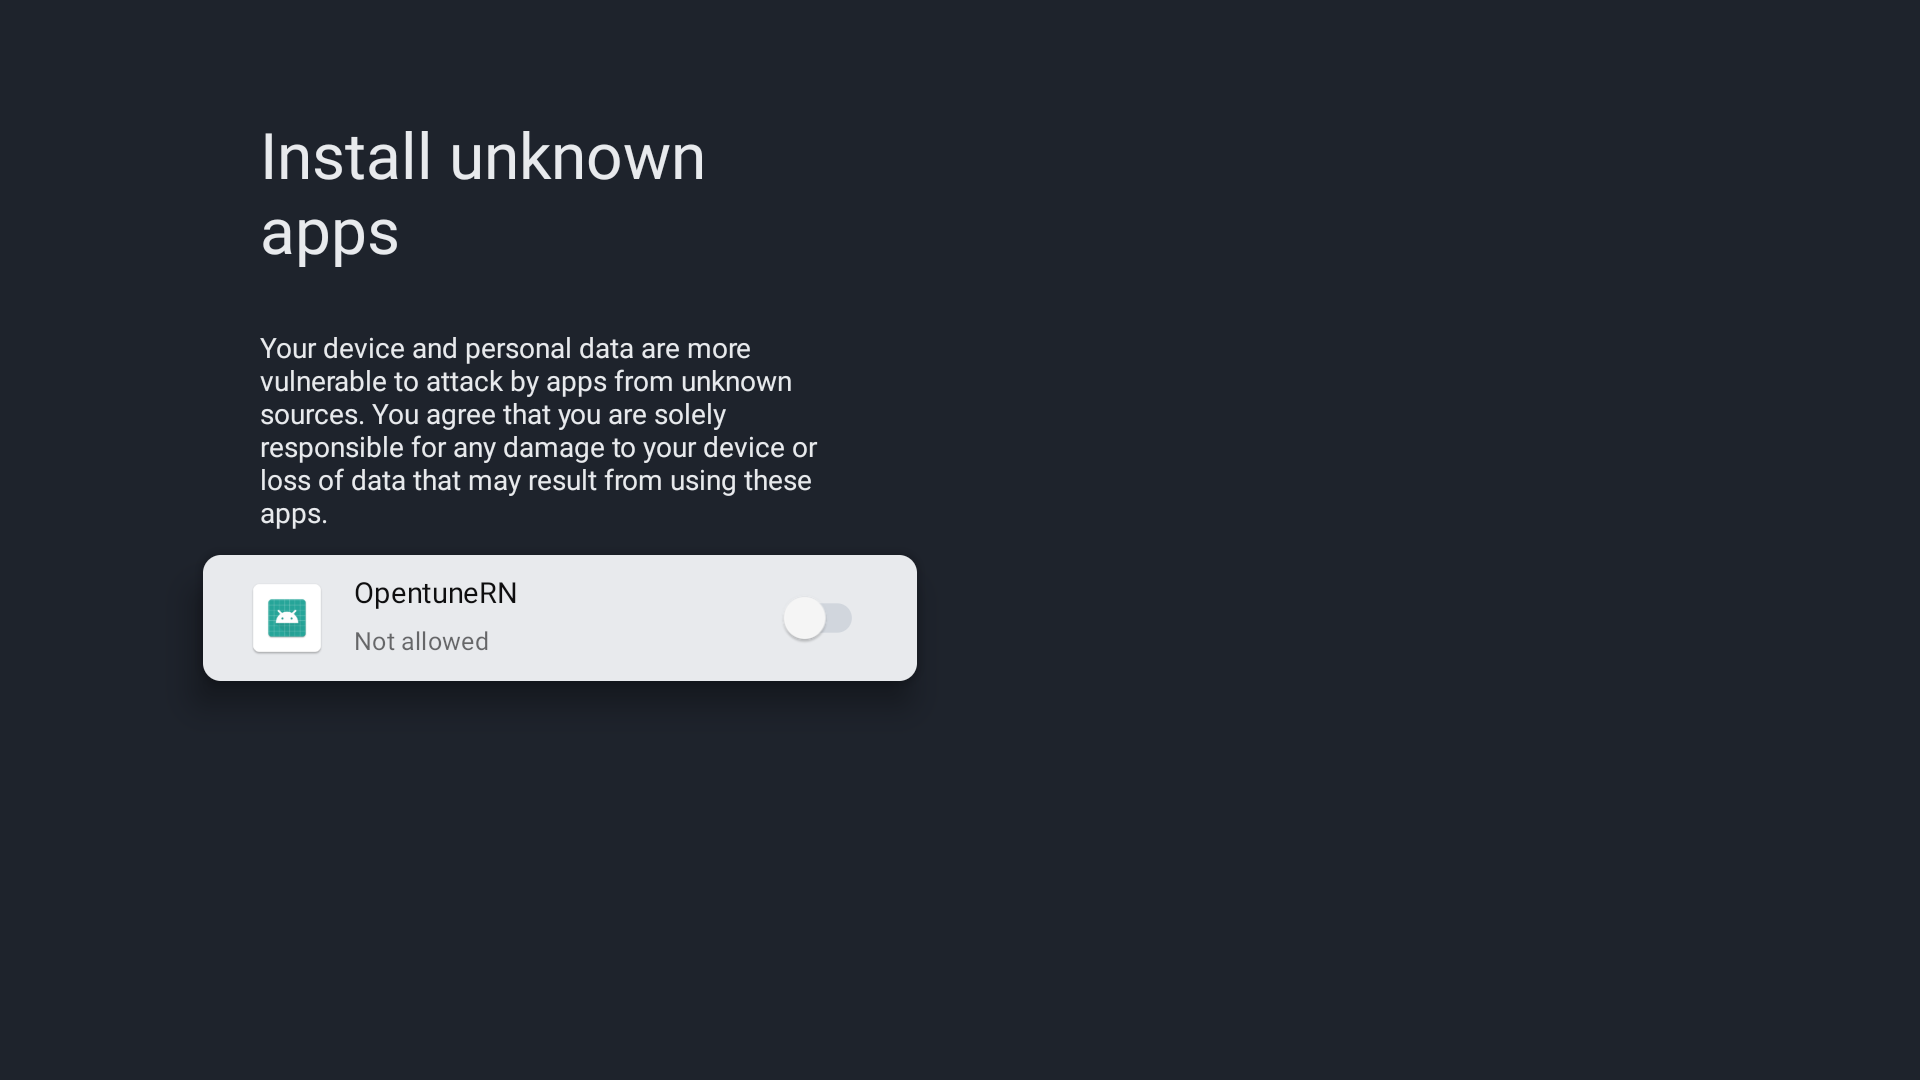 Install unknown
apps
Your device and personal data are more
vulnerable to attack by apps from unknown
sources. You agree that you are solely
responsible for any damage to your device or
loss of data that may result from using these
apps.
OpentuneRN
Not allowed